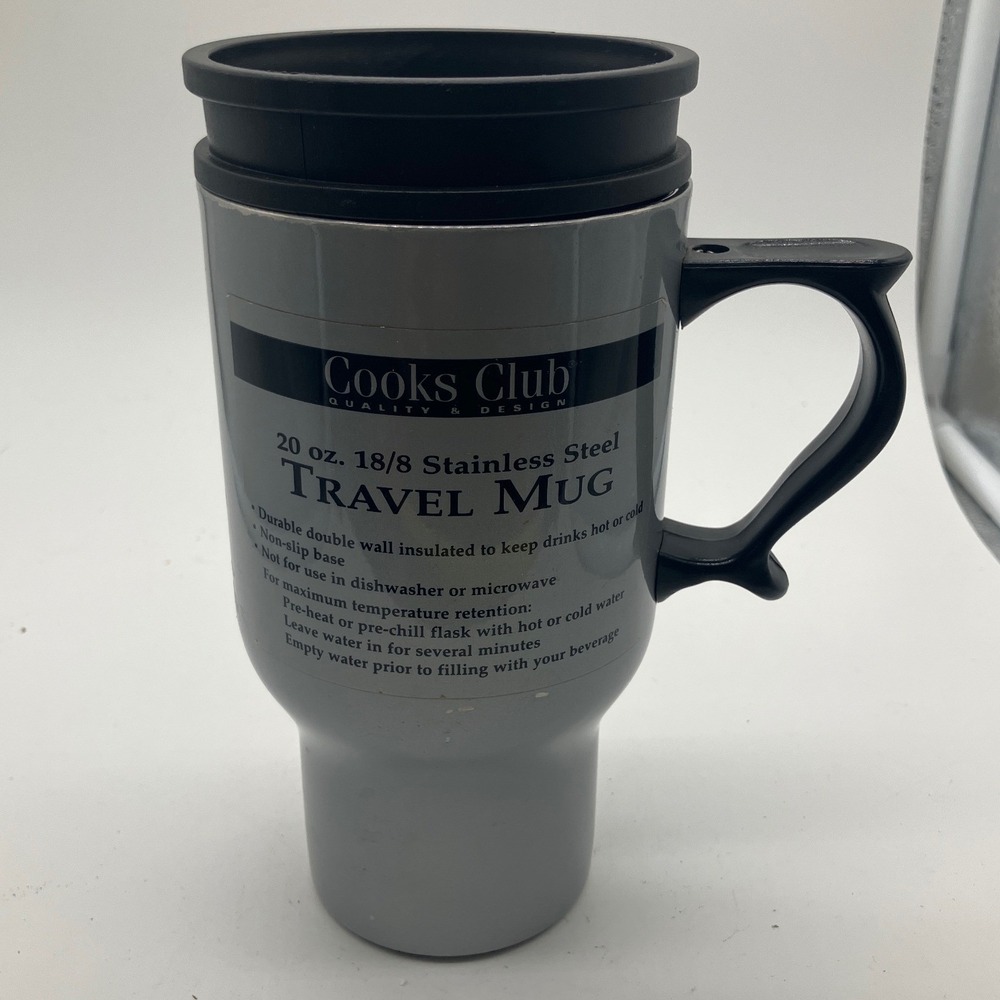 Cooks Club®
QUALITY & DESIGN
20 oz. 18/8 Stainless Steel
TRAVEL MUG
• Durable double wall insulated to keep drinks hot or cold
• Non-slip base
• Not for use in dishwasher or microwave
For maximum temperature retention:
Pre-heat or pre-chill flask with hot or cold water
Leave water in for several minutes
Empty water prior to filling with your beverage